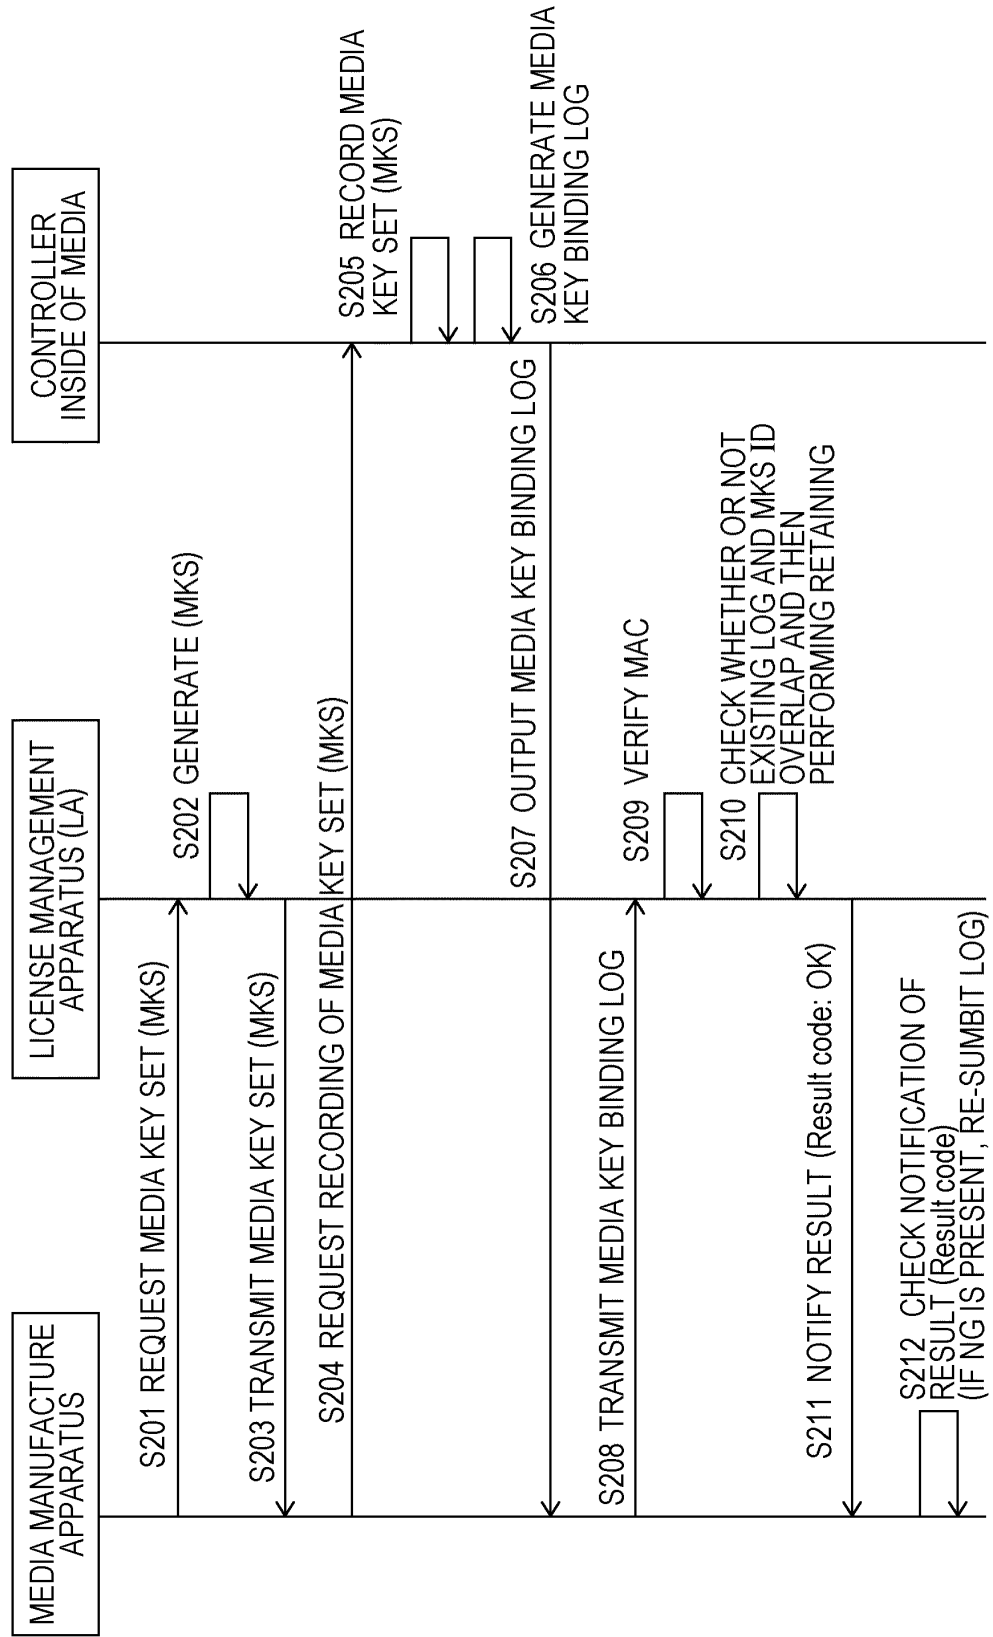 MEDIA MANUFACTURE
APPARATUS
LICENSE MANAGEMENT
APPARATUS (LA)
CONTROLLER
INSIDE OF MEDIA
S201 REQUEST MEDIA KEY SET (MKS)
S202 GENERATE (MKS)
S203 TRANSMIT MEDIA KEY SET (MKS)
S204 REQUEST RECORDING OF MEDIA KEY SET (MKS)
S205 RECORD MEDIA
KEY SET (MKS)
S206 GENERATE MEDIA
KEY BINDING LOG
S207 OUTPUT MEDIA KEY BINDING LOG
S208 TRANSMIT MEDIA KEY BINDING LOG
S209 VERIFY MAC
S210 CHECK WHETHER OR NOT
EXISTING LOG AND MKS ID
OVERLAP AND THEN
PERFORMING RETAINING
S211 NOTIFY RESULT (Result code: OK)
S212 CHECK NOTIFICATION OF
RESULT (Result code)
(IF NG IS PRESENT, RE-SUMBIT LOG)